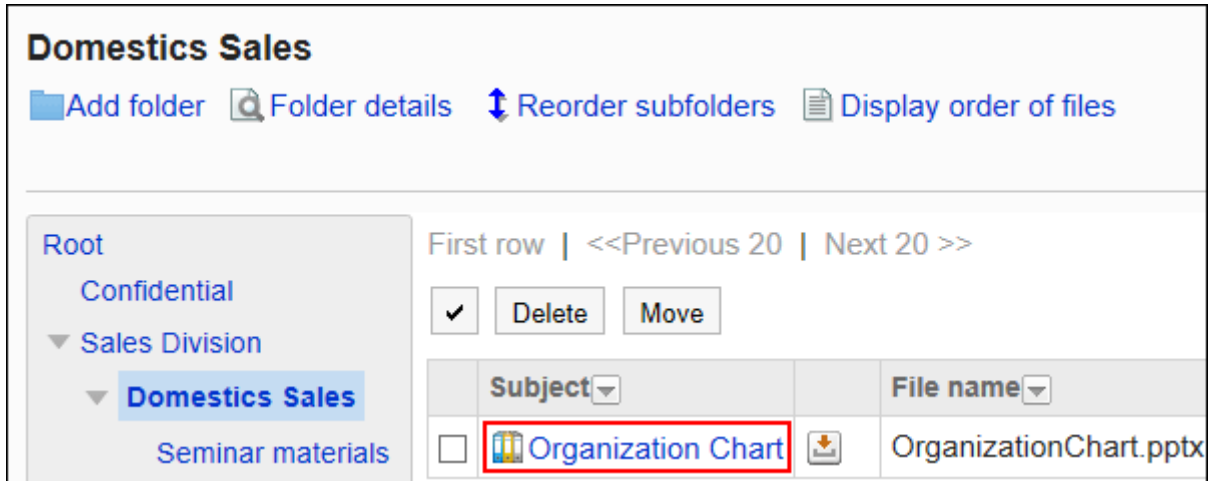 Domestics Sales
Add folder Folder details Reorder subfolders Display order of files
Root
Confidential
Sales Division
Domestics Sales
Seminar materials
First row | <<Previous 20 | Next 20 >>
Delete Move
Subject File name
Organization Chart OrganizationChart.pptx